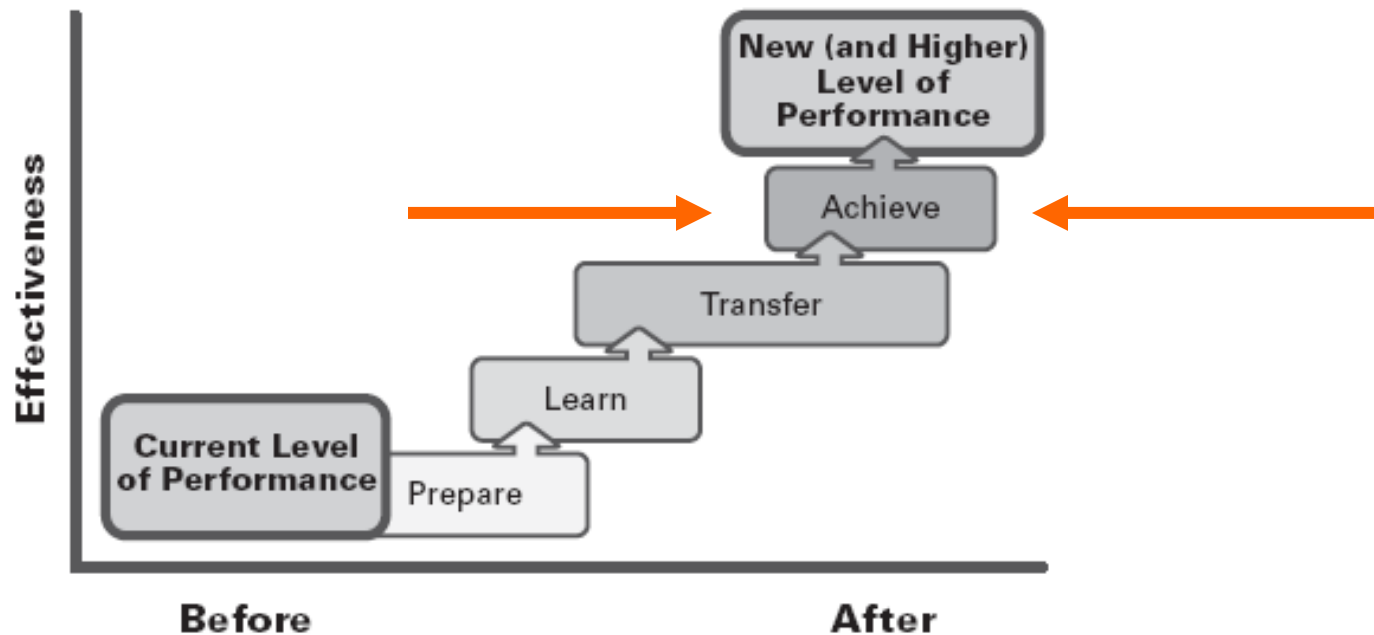 New (and Higher)
Level of
Performance
Achieve
Transfer
Learn
Current Level
of Performance
Prepare
Effectiveness
Before
After